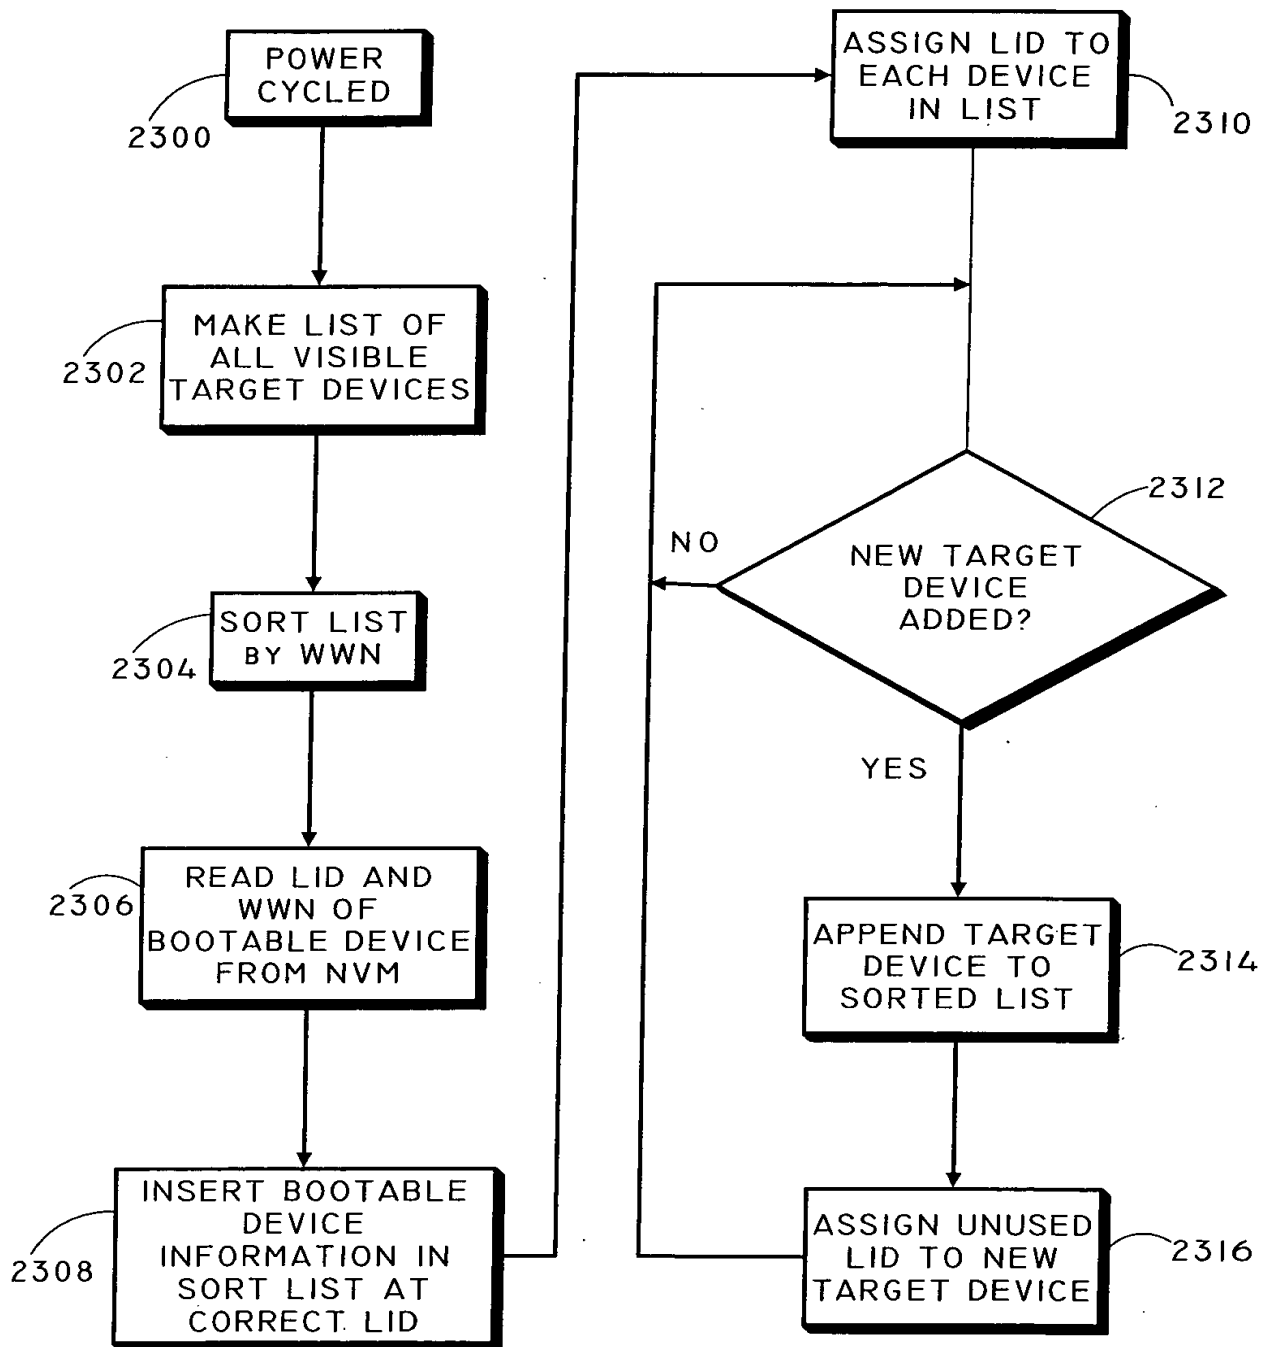 POWER
CYCLED
2300
MAKE LIST OF
ALL VISIBLE
TARGET DEVICES
2302
SORT LIST
BY WWN
2304
READ LID AND
WWN OF
BOOTABLE DEVICE
FROM NVM
2306
INSERT BOOTABLE
DEVICE
INFORMATION IN
SORT LIST AT
CORRECT LID
2308
ASSIGN LID TO
EACH DEVICE
IN LIST
2310
2312
NEW TARGET
DEVICE
ADDED?
NO
YES
APPEND TARGET
DEVICE TO
SORTED LIST
2314
ASSIGN UNUSED
LID TO NEW
TARGET DEVICE
2316